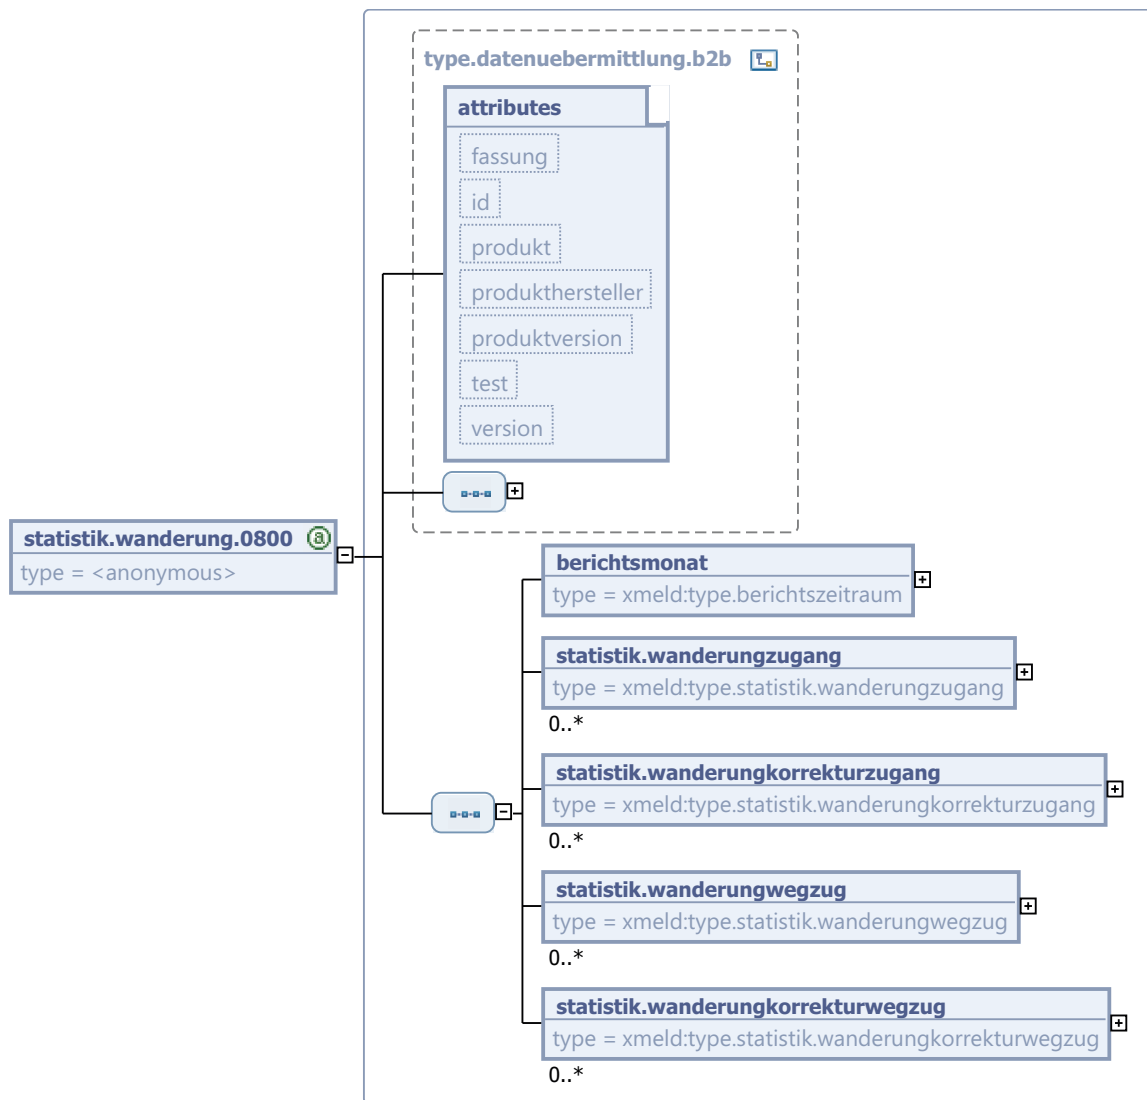 type.datenuebermittlung.b2b
attributes
fassung
id
produkt
produkthersteller
produktversion
test
version
statistik.wanderung.0800 a
type = <anonymous>
berichtsmonat
type = xmeld:type.berichtszeitraum
statistik.wanderungzugang
type = xmeld:type.statistik.wanderungzugang
0..*
statistik.wanderungkorrekturzugang
type = xmeld:type.statistik.wanderungkorrekturzugang
0..*
statistik.wanderungwegzug
type = xmeld:type.statistik.wanderungwegzug
0..*
statistik.wanderungkorrekturwegzug
type = xmeld:type.statistik.wanderungkorrekturwegzug
0..*